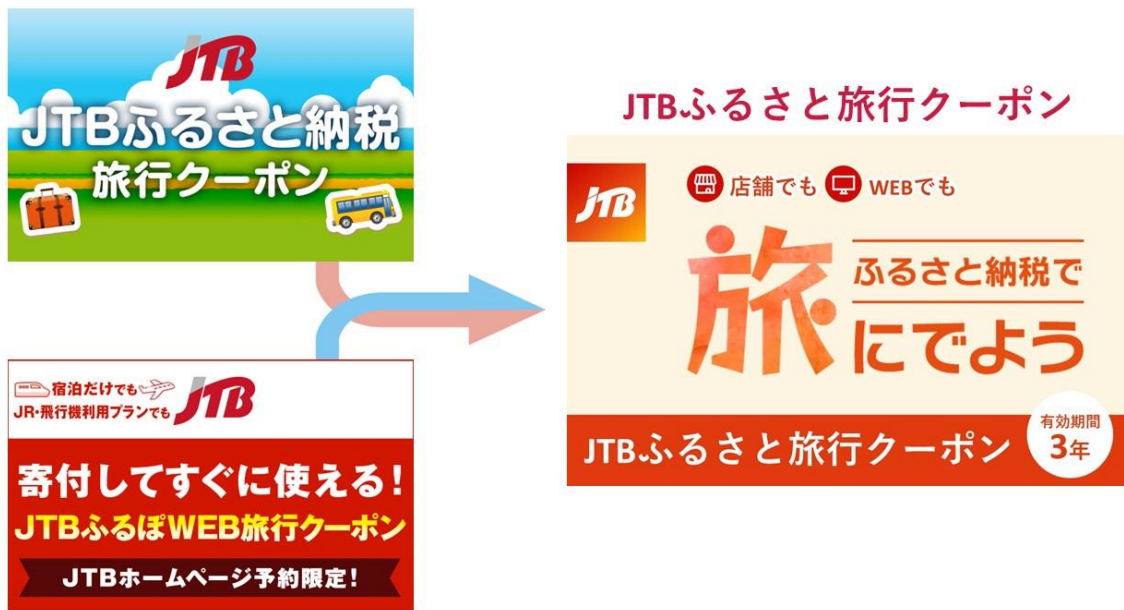 JTB
JTBふるさと納税
旅行クーポン
宿泊だけでも
JR・飛行機利用プランでも
JTB
寄付してすぐに使える!
JTBふるぽWEB旅行クーポン
JTBホームページ予約限定!
JTBふるさと旅行クーポン
JTB
店舗でも WEBでも
旅
ふるさと納税で
にでよう
JTBふるさと旅行クーポン
有効期間
3年